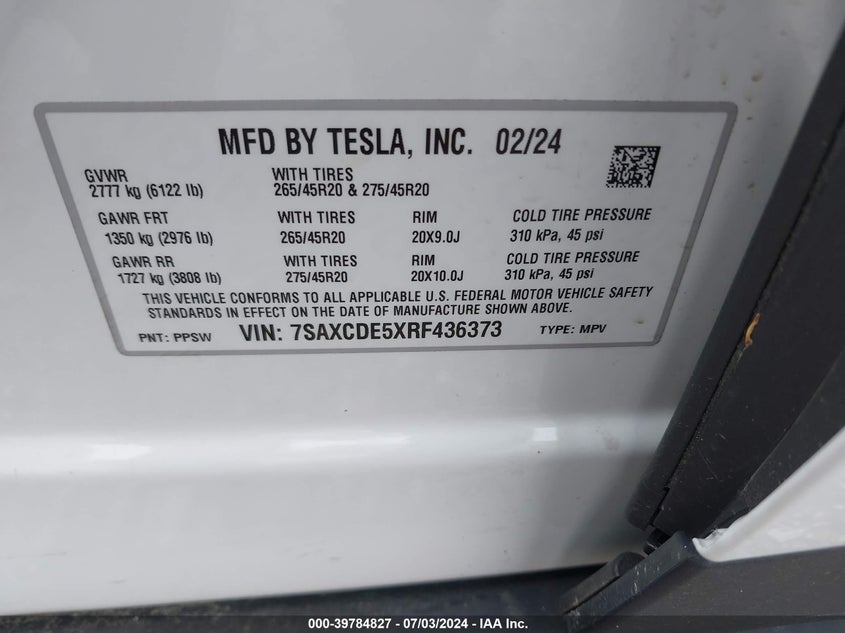 MFD BY TESLA, INC. 02/24
GVWR WITH TIRES
2777 kg (6122 lb) 265/45R20 & 275/45R20
GAWR FRT WITH TIRES RIM COLD TIRE PRESSURE
1350 kg (2976 lb) 265/45R20 20X9.0J 310 kPa, 45 psi
GAWR RR WITH TIRES RIM COLD TIRE PRESSURE
1727 kg (3808 lb) 275/45R20 20X10.0J 310 kPa, 45 psi
THIS VEHICLE CONFORMS TO ALL APPLICABLE U.S. FEDERAL MOTOR VEHICLE SAFETY
STANDARDS IN EFFECT ON THE DATE OF MANUFACTURE SHOWN ABOVE.
PNT: PPSW VIN: 7SAXCDE5XRF436373 TYPE: MPV
000-39784827 - 07/03/2024 - IAA Inc.